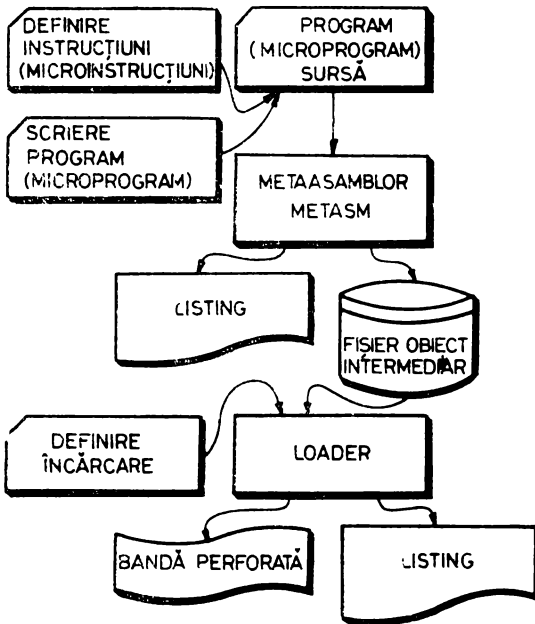 DEFINIRE
INSTRUCȚIUNI
(MICROINSTRUCȚIUNI)
PROGRAM
(MICROPROGRAM)
SURSĂ
SCRIERE
PROGRAM
(MICROPROGRAM)
METAASAMBLOR
METASM
LISTING
FIȘIER OBIECT
INTERMEDIAR
DEFINIRE
ÎNCĂRCARE
LOADER
BANDĂ PERFORATĂ
LISTING